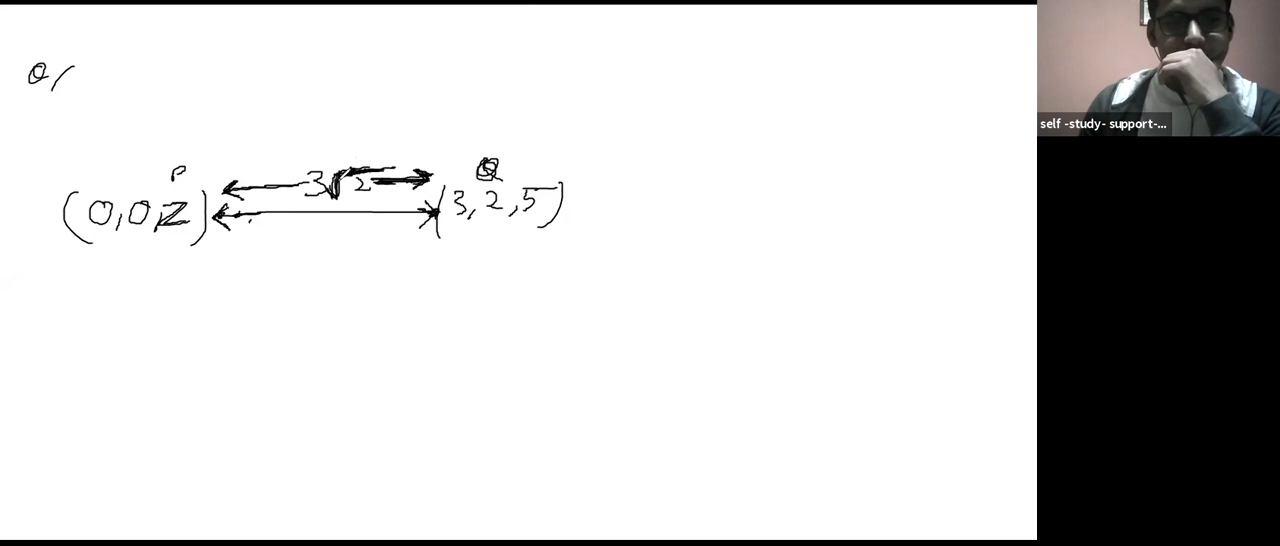 Q/
P 3√2 Q
(0,0,z) (3,2,5)
self -study- support-...